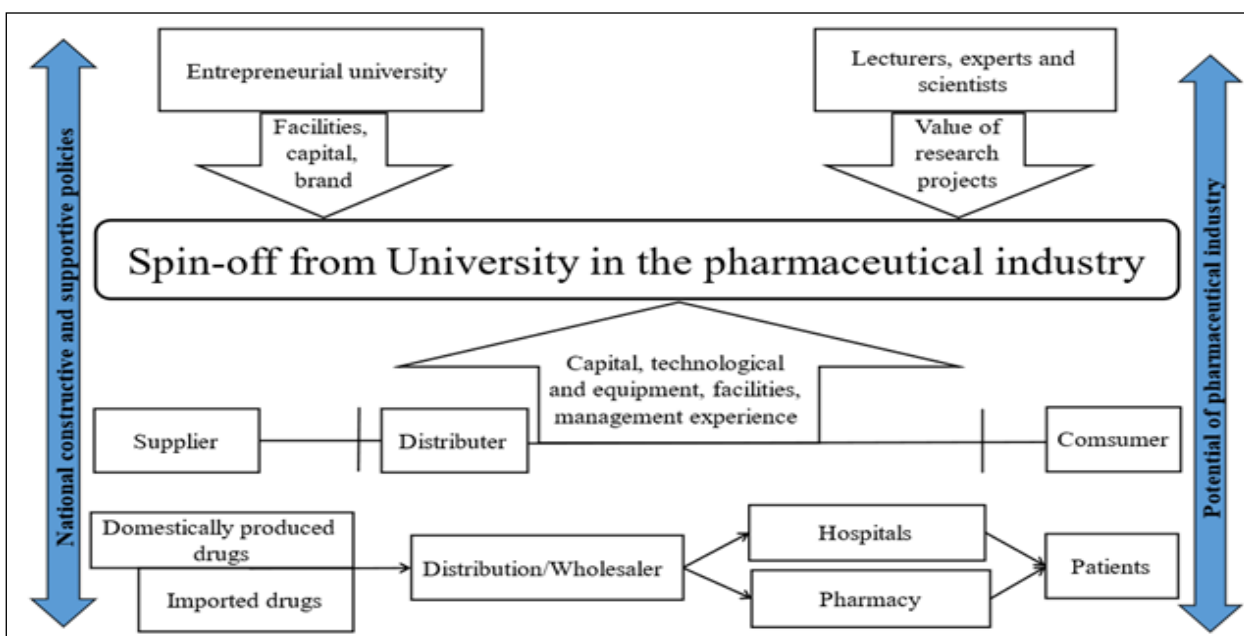 Entrepreneurial university
Lecturers, experts and
scientists
Facilities,
capital,
brand
Value of
research
projects
National constructive and supportive policies
Potential of pharmaceutical industry
Spin-off from University in the pharmaceutical industry
Capital, technological
and equipment, facilities,
management experience
Supplier
Distributer
Comsumer
Domestically produced
drugs
Imported drugs
Distribution/Wholesaler
Hospitals
Pharmacy
Patients